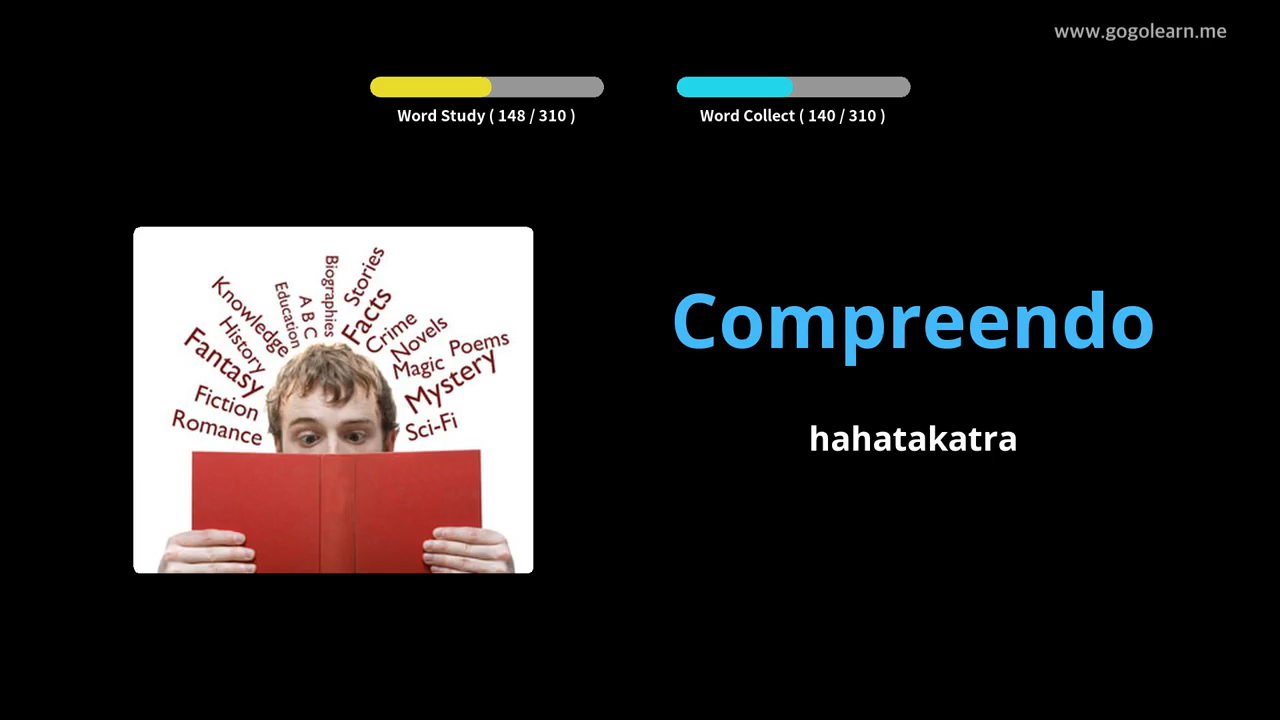 www.gogolearn.me
Word Study ( 148 / 310 )
Word Collect ( 140 / 310 )
Biographies
Stories
Education
A B C
Facts
Knowledge
Crime
History
Novels
Poems
Fantasy
Magic
Mystery
Fiction
Romance
Sci-Fi
Compreendo
hahatakatra